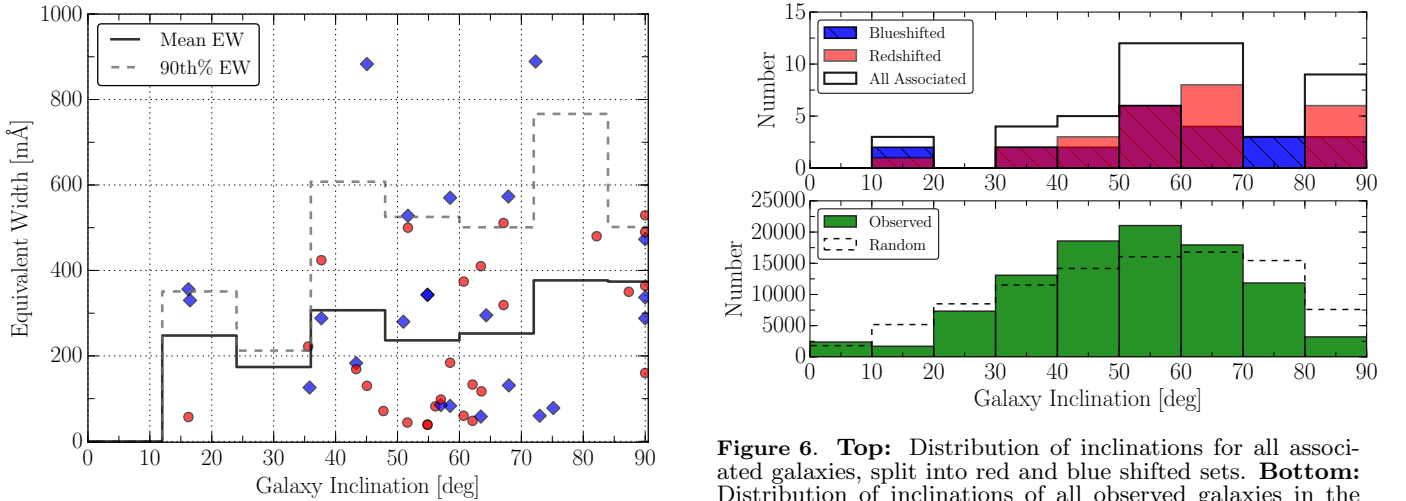 1000
800
600
400
200
0
Equivalent Width [mÅ]
Mean EW
90th% EW
0 10 20 30 40 50 60 70 80 90
Galaxy Inclination [deg]
15
10
5
0
Number
Blueshifted
Redshifted
All Associated
0 10 20 30 40 50 60 70 80 90
25000
20000
15000
10000
5000
0
Number
Observed
Random
0 10 20 30 40 50 60 70 80 90
Galaxy Inclination [deg]
Figure 6. Top: Distribution of inclinations for all associ-
ated galaxies, split into red and blue shifted sets. Bottom:
Distribution of inclinations of all observed galaxies in the